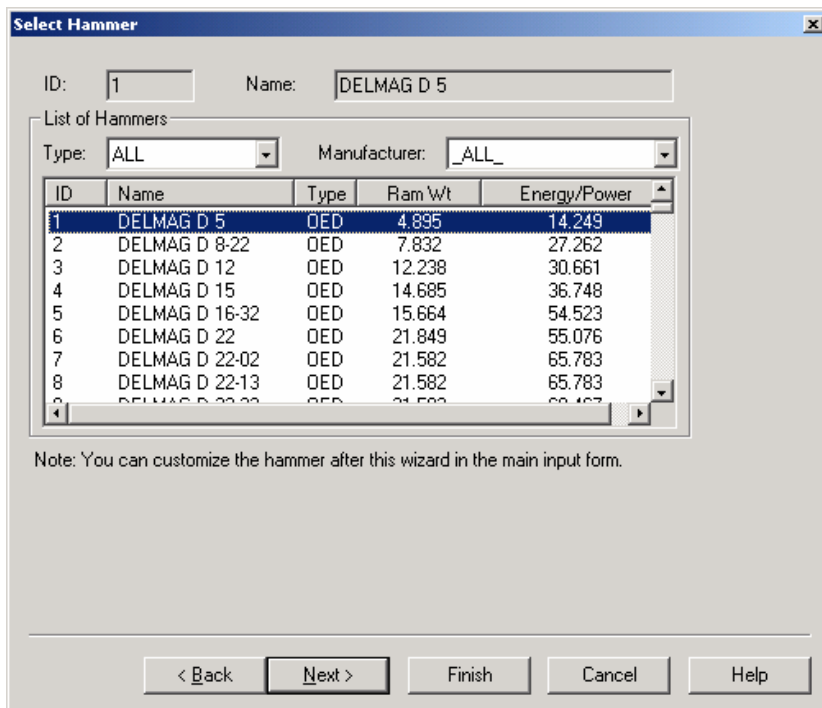 Select Hammer
ID: 1 Name: DELMAG D 5
List of Hammers
Type: ALL Manufacturer: _ALL_
ID Name Type Ram Wt Energy/Power
1 DELMAG D 5 OED 4.895 14.249
2 DELMAG D 8-22 OED 7.832 27.262
3 DELMAG D 12 OED 12.238 30.661
4 DELMAG D 15 OED 14.685 36.748
5 DELMAG D 16-32 OED 15.664 54.523
6 DELMAG D 22 OED 21.849 55.076
7 DELMAG D 22-02 OED 21.582 65.783
8 DELMAG D 22-13 OED 21.582 65.783
Note: You can customize the hammer after this wizard in the main input form.
< Back Next > Finish Cancel Help